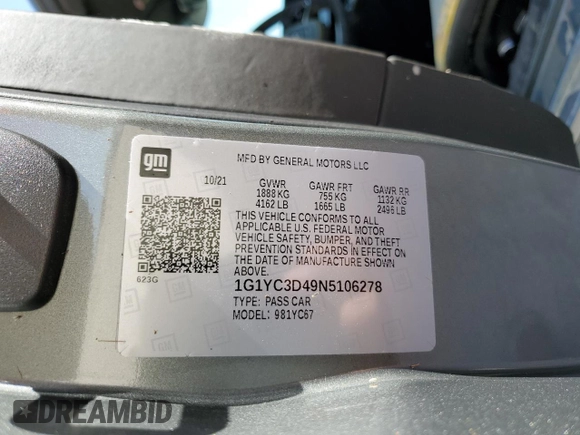 gm
MFD BY GENERAL MOTORS LLC
10/21
GVWR GAWR FRT GAWR RR
1888 KG 755 KG 1132 KG
4162 LB 1665 LB 2496 LB
THIS VEHICLE CONFORMS TO ALL
APPLICABLE U.S. FEDERAL MOTOR
VEHICLE SAFETY, BUMPER, AND THEFT
PREVENTION STANDARDS IN EFFECT ON
THE DATE OF MANUFACTURE SHOWN
ABOVE.
623G
1G1YC3D49N5106278
TYPE: PASS CAR
MODEL: 981YC67
DREAMBID